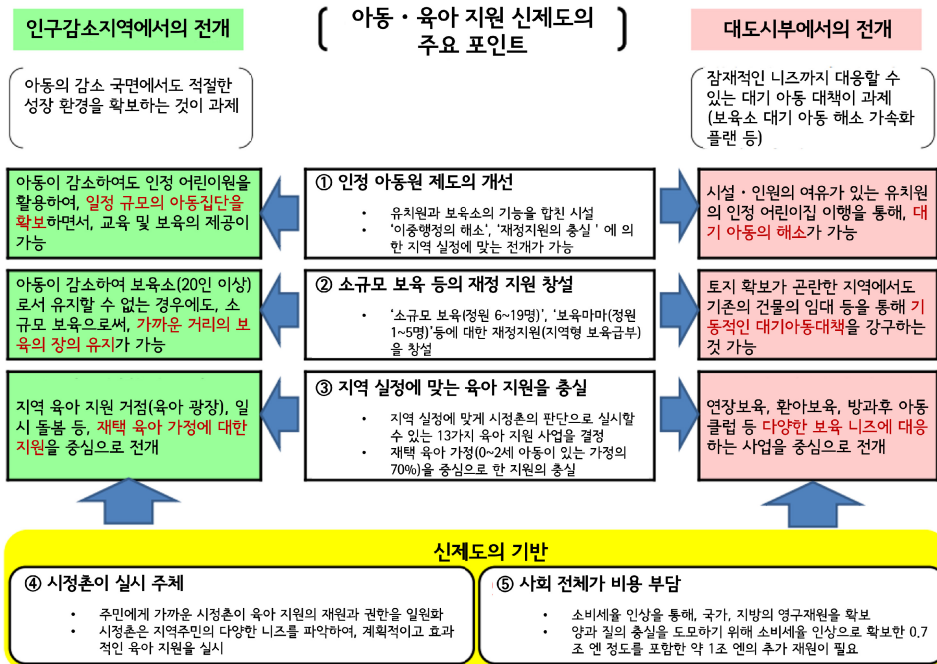 인구감소지역에서의 전개
아동・육아 지원 신제도의
주요 포인트
대도시부에서의 전개
아동의 감소 국면에서도 적절한
성장 환경을 확보하는 것이 과제
잠재적인 니즈까지 대응할 수
있는 대기 아동 대책이 과제
(보육소 대기 아동 해소 가속화
플랜 등)
아동이 감소하여도 인정 어린이원을
활용하여, 일정 규모의 아동집단을
확보하면서, 교육 및 보육의 제공이
가능
① 인정 아동원 제도의 개선
• 유치원과 보육소의 기능을 합친 시설
• '이중행정의 해소', '재정지원의 충실 ' 에 의
한 지역 실정에 맞는 전개가 가능
시설・인원의 여유가 있는 유치원
의 인정 어린이집 이행을 통해, 대
기 아동의 해소가 가능
아동이 감소하여 보육소(20인 이상)
로서 유지할 수 없는 경우에도, 소
규모 보육으로써, 가까운 거리의 보
육의 장의 유지가 가능
② 소규모 보육 등의 재정 지원 창설
• '소규모 보육(정원 6~19명)', '보육마마(정원
1~5명)'등에 대한 재정지원(지역형 보육급부)
을 창설
토지 확보가 곤란한 지역에서도
기존의 건물의 임대 등을 통해 기
동적인 대기아동대책을 강구하는
것 가능
지역 육아 지원 거점(육아 광장), 일
시 돌봄 등, 재택 육아 가정에 대한
지원을 중심으로 전개
③ 지역 실정에 맞는 육아 지원을 충실
• 지역 실정에 맞게 시정촌의 판단으로 실시할
수 있는 13가지 육아 지원 사업을 결정
• 재택 육아 가정(0~2세 아동이 있는 가정의
70%)을 중심으로 한 지원의 충실
연장보육, 환아보육, 방과후 아동
클럽 등 다양한 보육 니즈에 대응
하는 사업을 중심으로 전개
신제도의 기반
④ 시정촌이 실시 주체
• 주민에게 가까운 시정촌이 육아 지원의 재원과 권한을 일원화
• 시정촌은 지역주민의 다양한 니즈를 파악하여, 계획적이고 효과
적인 육아 지원을 실시
⑤ 사회 전체가 비용 부담
• 소비세율 인상을 통해, 국가, 지방의 영구재원을 확보
• 양과 질의 충실을 도모하기 위해 소비세율 인상으로 확보한 0.7
조 엔 정도를 포함한 약 1조 엔의 추가 재원이 필요